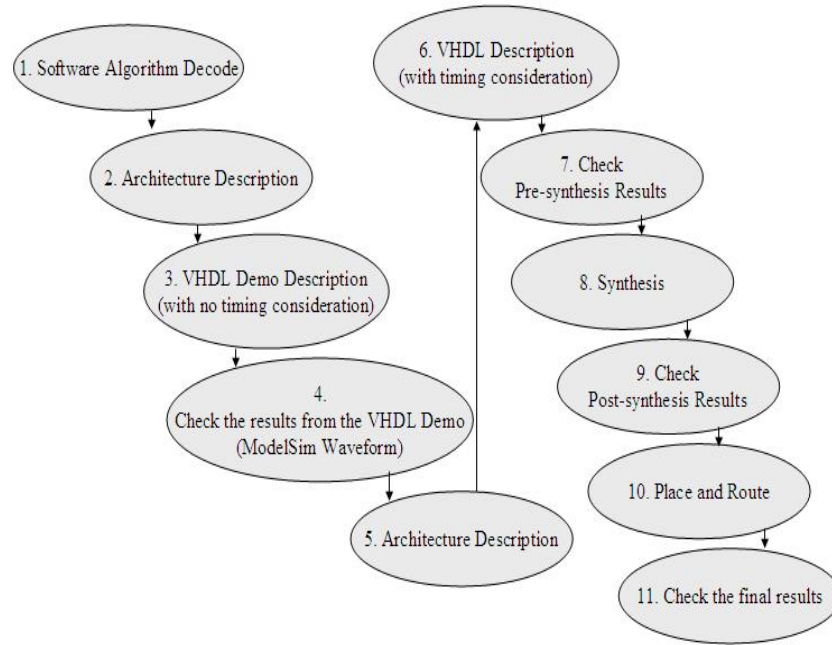 1. Software Algorithm Decode
2. Architecture Description
3. VHDL Demo Description
(with no timing consideration)
4.
Check the results from the VHDL Demo
(ModelSim Waveform)
5. Architecture Description
6. VHDL Description
(with timing consideration)
7. Check
Pre-synthesis Results
8. Synthesis
9. Check
Post-synthesis Results
10. Place and Route
11. Check the final results